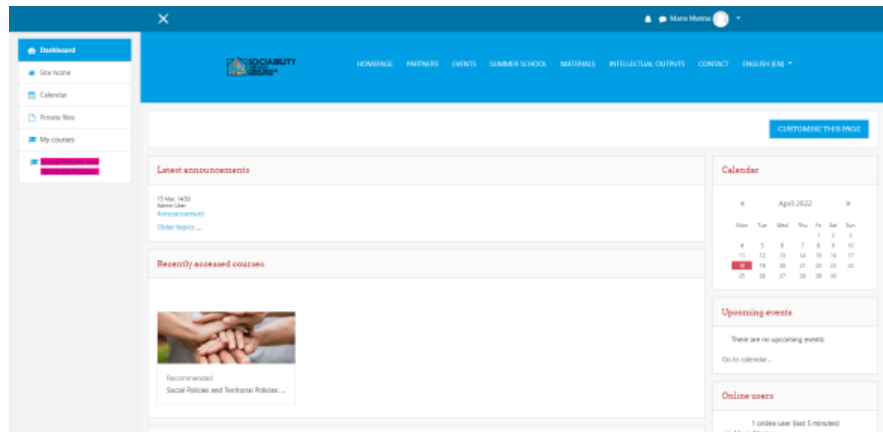 Maria Marina
Dashboard
Site home
Calendar
Private files
My courses
SOCIABILITY
HOMEPAGE PARTNERS EVENTS SUMMER SCHOOL MATERIALS INTELLECTUAL OUTPUTS CONTACT ENGLISH (EN)
CUSTOMISE THIS PAGE
Latest announcements
15 Mar, 14:50
Admin User
Announcement
Older topics ...
Recently accessed courses
Recommended
Social Policies and Territorial Policies: ...
Calendar
« April 2022 »
Mon Tue Wed Thu Fri Sat Sun
1 2 3
4 5 6 7 8 9 10
11 12 13 14 15 16 17
18 19 20 21 22 23 24
25 26 27 28 29 30
Upcoming events
There are no upcoming events
Go to calendar...
Online users
1 online user (last 5 minutes)